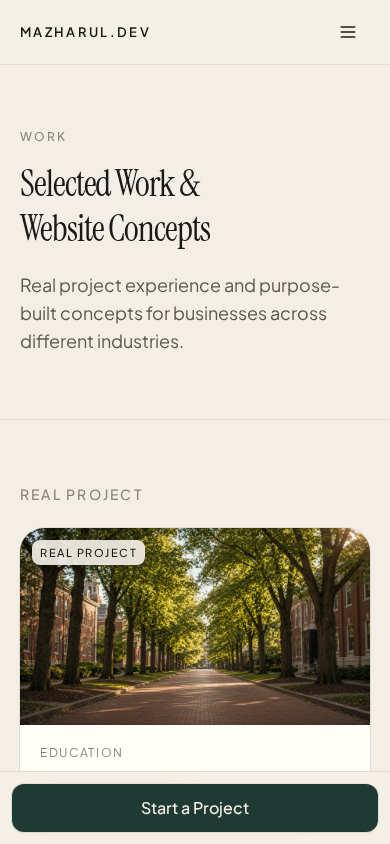 MAZHARUL.DEV
WORK
Selected Work &
Website Concepts
Real project experience and purpose-
built concepts for businesses across
different industries.
REAL PROJECT
REAL PROJECT
EDUCATION
Start a Project